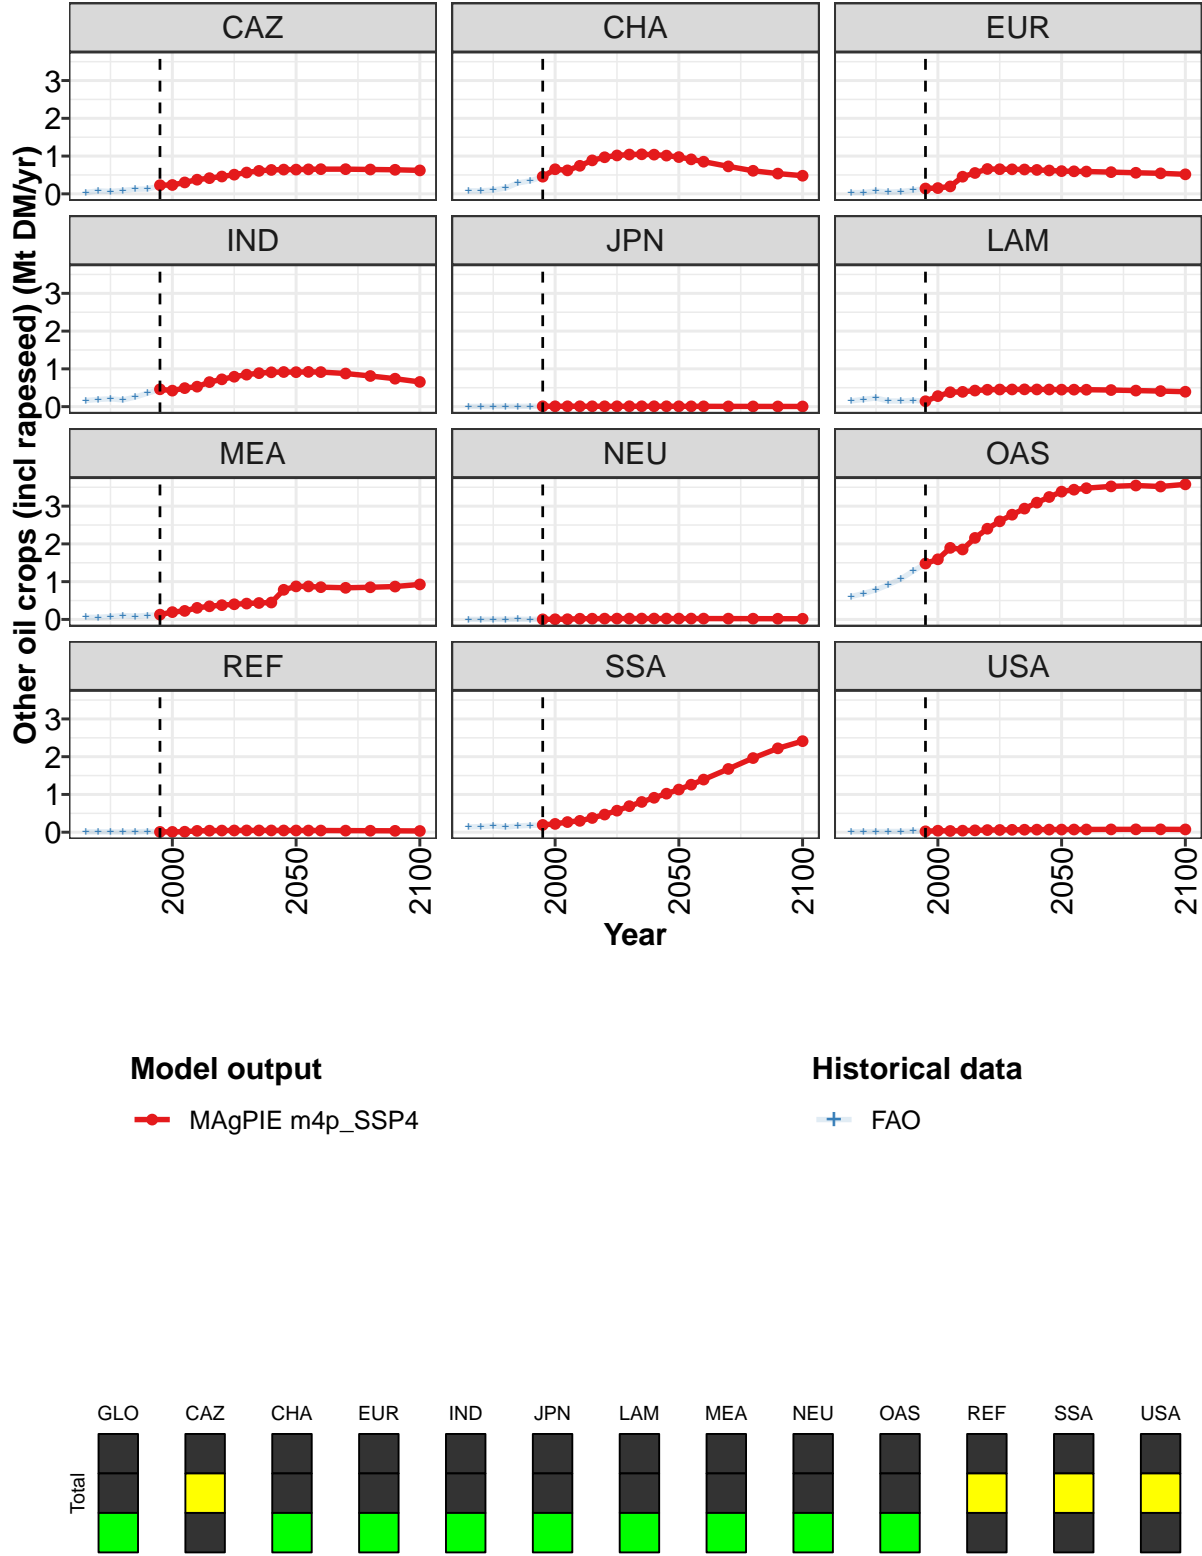 CAZ CHA EUR
3
2
1
0
IND JPN LAM
3
2
1
0
MEA NEU OAS
3
2
1
0
REF SSA USA
3
2
1
0
Other oil crops (incl rapeseed) (Mt DM/yr)
2000 2050 2100 2000 2050 2100 2000 2050 2100
Year
Model output
MAgPIE m4p_SSP4
Historical data
FAO
GLO CAZ CHA EUR IND JPN LAM MEA NEU OAS REF SSA USA
Total